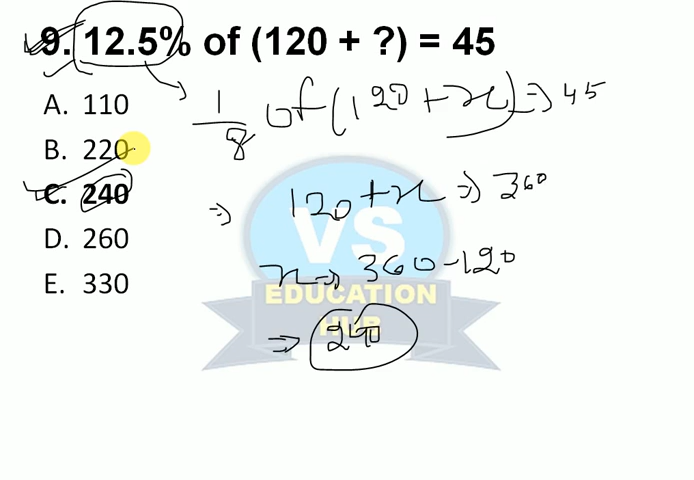 9. 12.5% of (120 + ?) = 45
1/8 of (120 + x) => 45
A. 110
B. 220
C. 240
D. 260
E. 330
=> 120 + x => 360
x => 360 - 120
=> 240
VS
EDUCATION
HUB